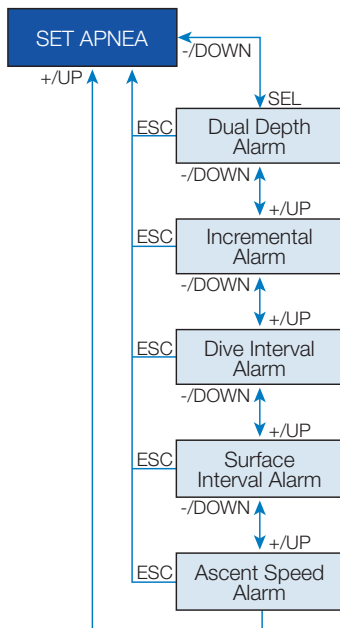 SET APNEA
-/DOWN
+/UP
SEL
ESC
Dual Depth
Alarm
-/DOWN
+/UP
ESC
Incremental
Alarm
-/DOWN
+/UP
ESC
Dive Interval
Alarm
-/DOWN
+/UP
ESC
Surface
Interval Alarm
-/DOWN
+/UP
ESC
Ascent Speed
Alarm